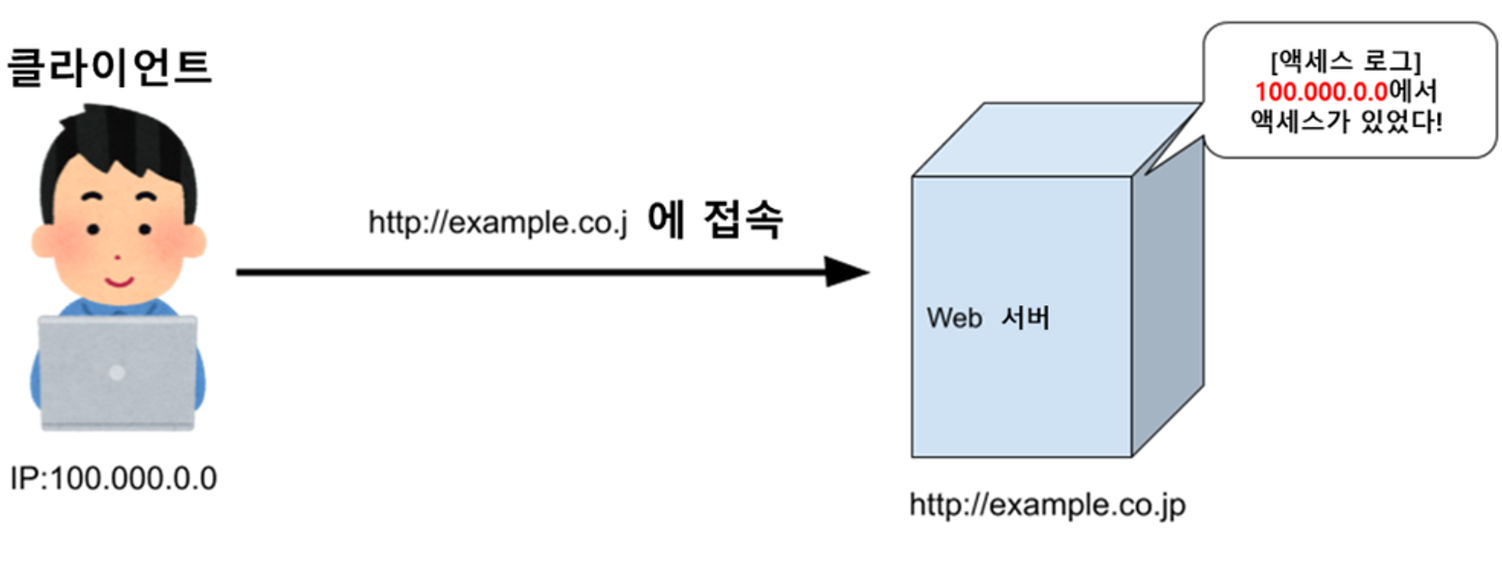 클라이언트
IP:100.000.0.0
http://example.co.j 에 접속
[액세스 로그]
100.000.0.0에서
액세스가 있었다!
Web 서버
http://example.co.jp